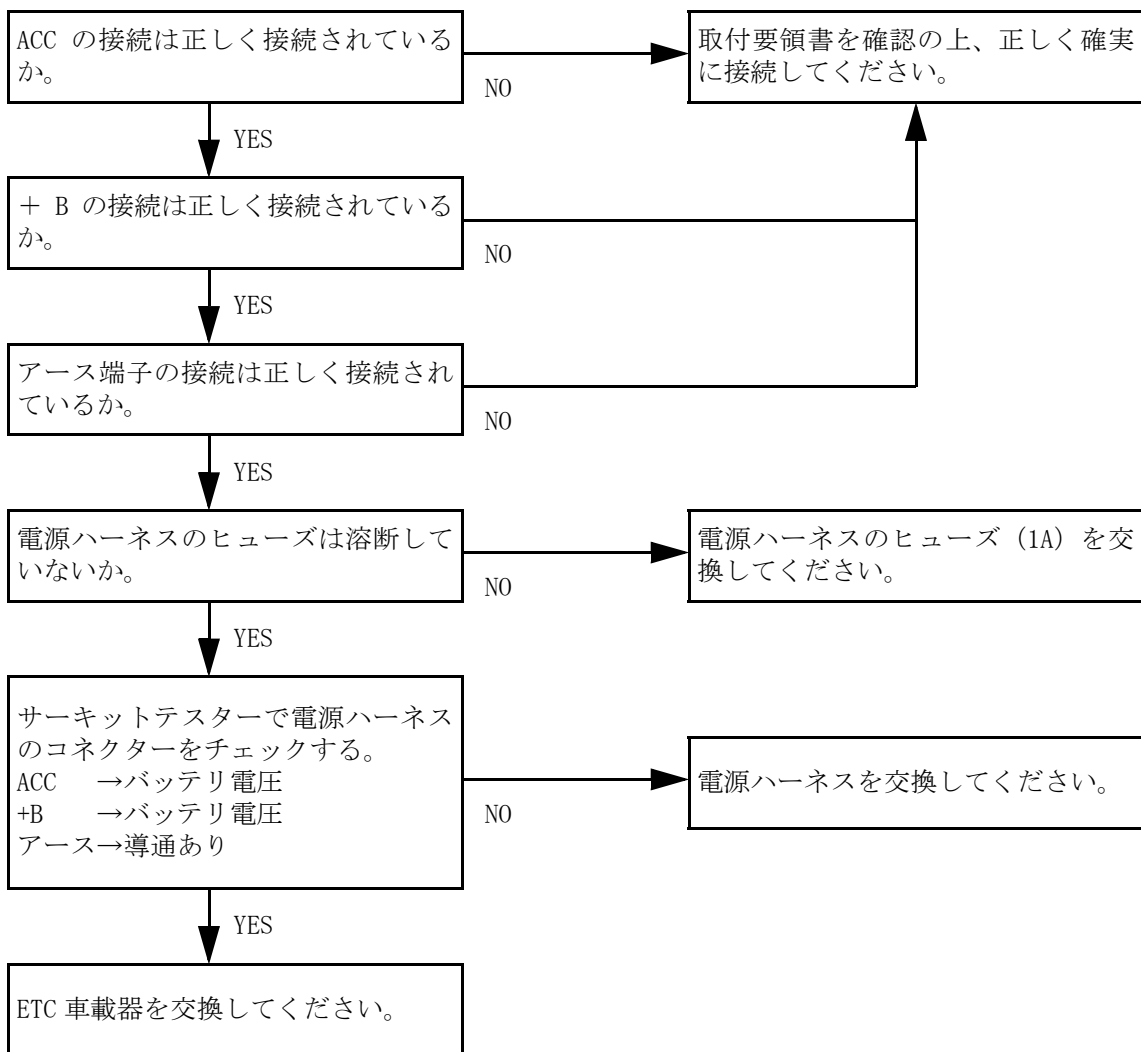 ACC の接続は正しく接続されている
か。
NO
取付要領書を確認の上、正しく確実
に接続してください。
YES
＋ B の接続は正しく接続されている
か。
NO
YES
アース端子の接続は正しく接続され
ているか。
NO
YES
電源ハーネスのヒューズは溶断して
いないか。
NO
電源ハーネスのヒューズ (1A) を交
換してください。
YES
サーキットテスターで電源ハーネス
のコネクターをチェックする。
ACC →バッテリ電圧
+B →バッテリ電圧
アース→導通あり
NO
電源ハーネスを交換してください。
YES
ETC 車載器を交換してください。